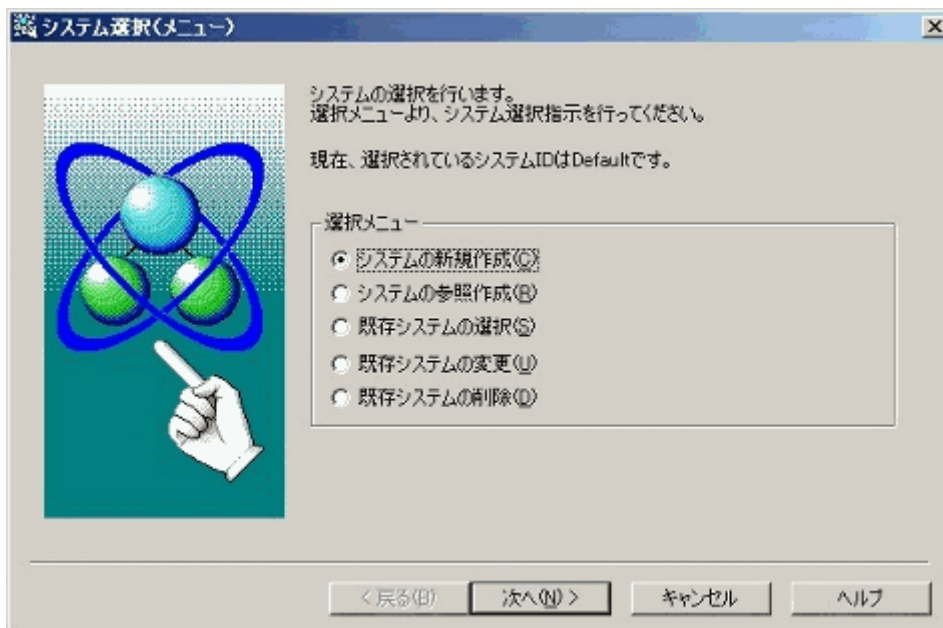 システム選択(メニュー)
システムの選択を行います。
選択メニューより、システム選択指示を行ってください。
現在、選択されているシステムIDはDefaultです。
選択メニュー
システムの新規作成(C)
システムの参照作成(R)
既存システムの選択(S)
既存システムの変更(U)
既存システムの削除(D)
< 戻る(B)
次へ(N) >
キャンセル
ヘルプ